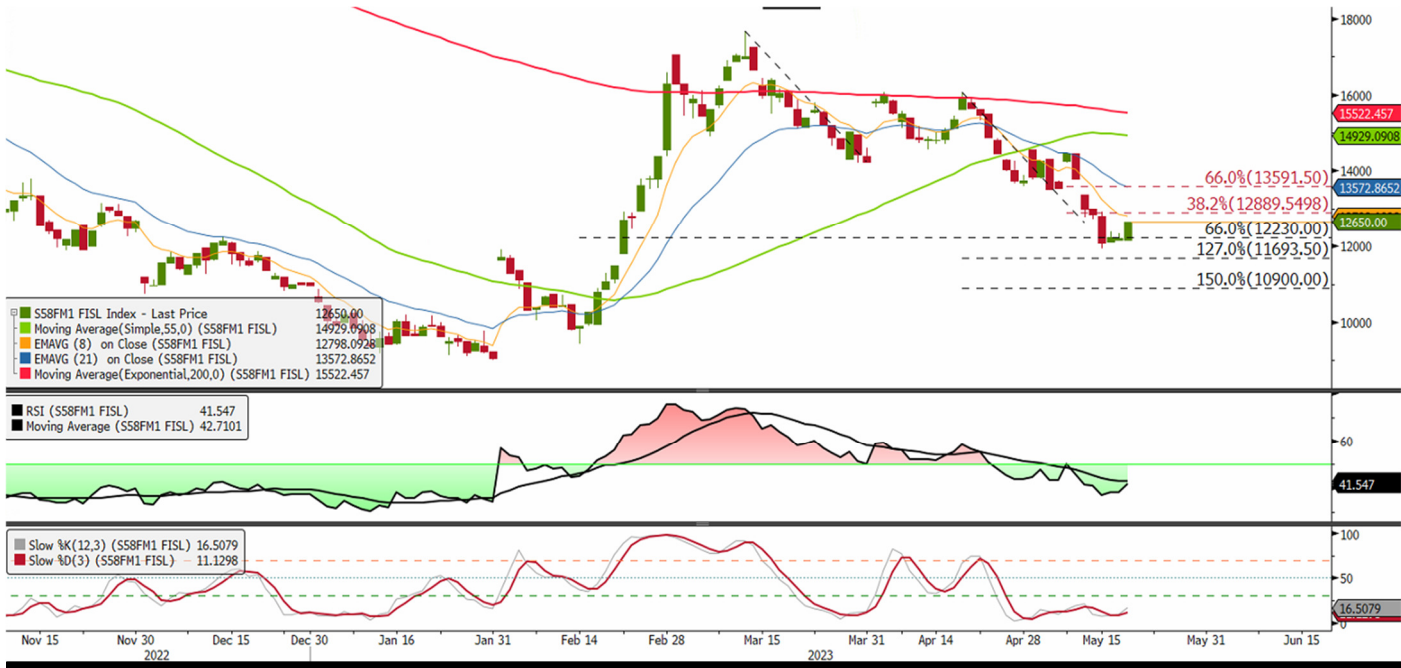 18000
16000
15522.457
14929.0908
14000
66.0%(13591.50)
13572.8652
38.2%(12889.5498)
12650.00
66.0%(12230.00)
12000
127.0%(11693.50)
150.0%(10900.00)
10000
S58FM1 FISL Index - Last Price 12650.00
Moving Average(Simple,55,0) (S58FM1 FISL) 14929.0908
EMAVG (8) on Close (S58FM1 FISL) 12798.0928
EMAVG (21) on Close (S58FM1 FISL) 13572.8652
Moving Average(Exponential,200,0) (S58FM1 FISL) 15522.457
RSI (S58FM1 FISL) 41.547
Moving Average (S58FM1 FISL) 42.7101
60
41.547
Slow %K(12,3) (S58FM1 FISL) 16.5079
Slow %D(3) (S58FM1 FISL) 11.1298
100
50
16.5079
0
Nov 15 Nov 30 Dec 15 Dec 30 Jan 16 Jan 31 Feb 14 Feb 28 Mar 15 Mar 31 Apr 14 Apr 28 May 15 May 31 Jun 15
2022 2023